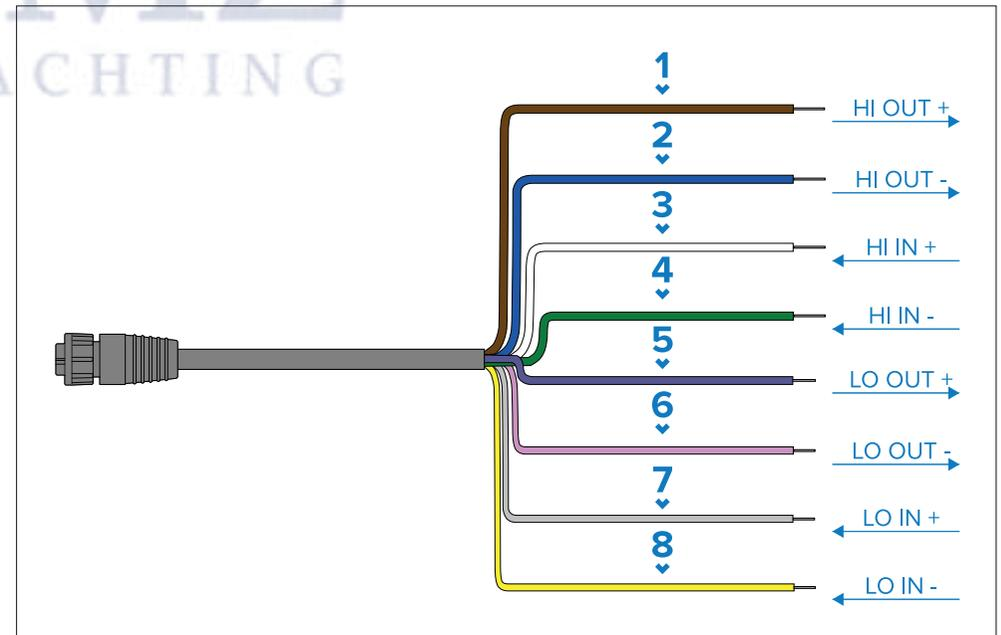 ACHTING
1
HI OUT +
2
HI OUT -
3
HI IN +
4
HI IN -
5
LO OUT +
6
LO OUT -
7
LO IN +
8
LO IN -